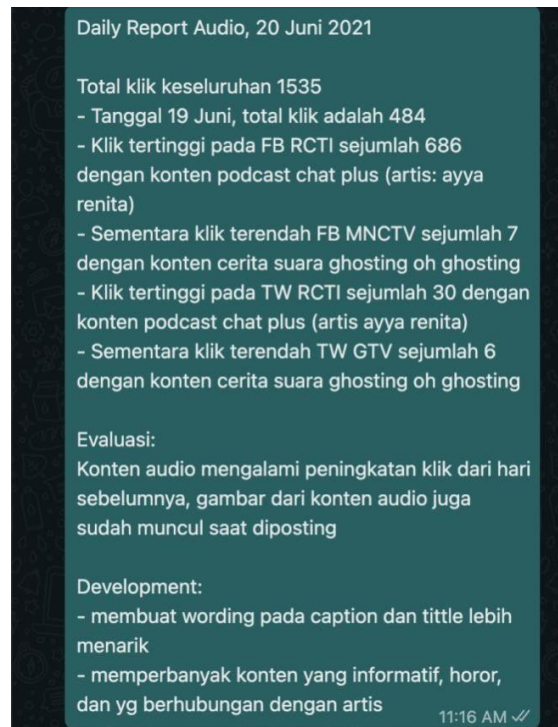 Daily Report Audio, 20 Juni 2021
Total klik keseluruhan 1535
- Tanggal 19 Juni, total klik adalah 484
- Klik tertinggi pada FB RCTI sejumlah 686
dengan konten podcast chat plus (artis: ayya
renita)
- Sementara klik terendah FB MNCTV sejumlah 7
dengan konten cerita suara ghosting oh ghosting
- Klik tertinggi pada TW RCTI sejumlah 30 dengan
konten podcast chat plus (artis ayya renita)
- Sementara klik terendah TW GTV sejumlah 6
dengan konten cerita suara ghosting oh ghosting
Evaluasi:
Konten audio mengalami peningkatan klik dari hari
sebelumnya, gambar dari konten audio juga
sudah muncul saat diposting
Development:
- membuat wording pada caption dan tittle lebih
menarik
- memperbanyak konten yang informatif, horor,
dan yg berhubungan dengan artis
11:16 AM